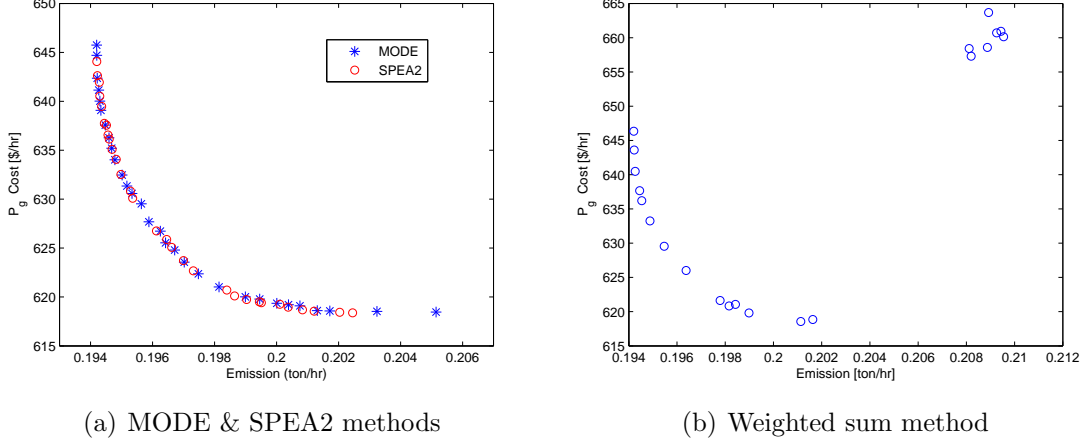 650
645
640
635
630
625
620
615
P_g Cost [$/hr]
MODE
SPEA2
0.194 0.196 0.198 0.2 0.202 0.204 0.206
Emission (ton/hr)
(a) MODE & SPEA2 methods
665
660
655
650
645
640
635
630
625
620
615
P_g Cost [$/hr]
0.194 0.196 0.198 0.2 0.202 0.204 0.206 0.208 0.21 0.212
Emission [ton/hr]
(b) Weighted sum method